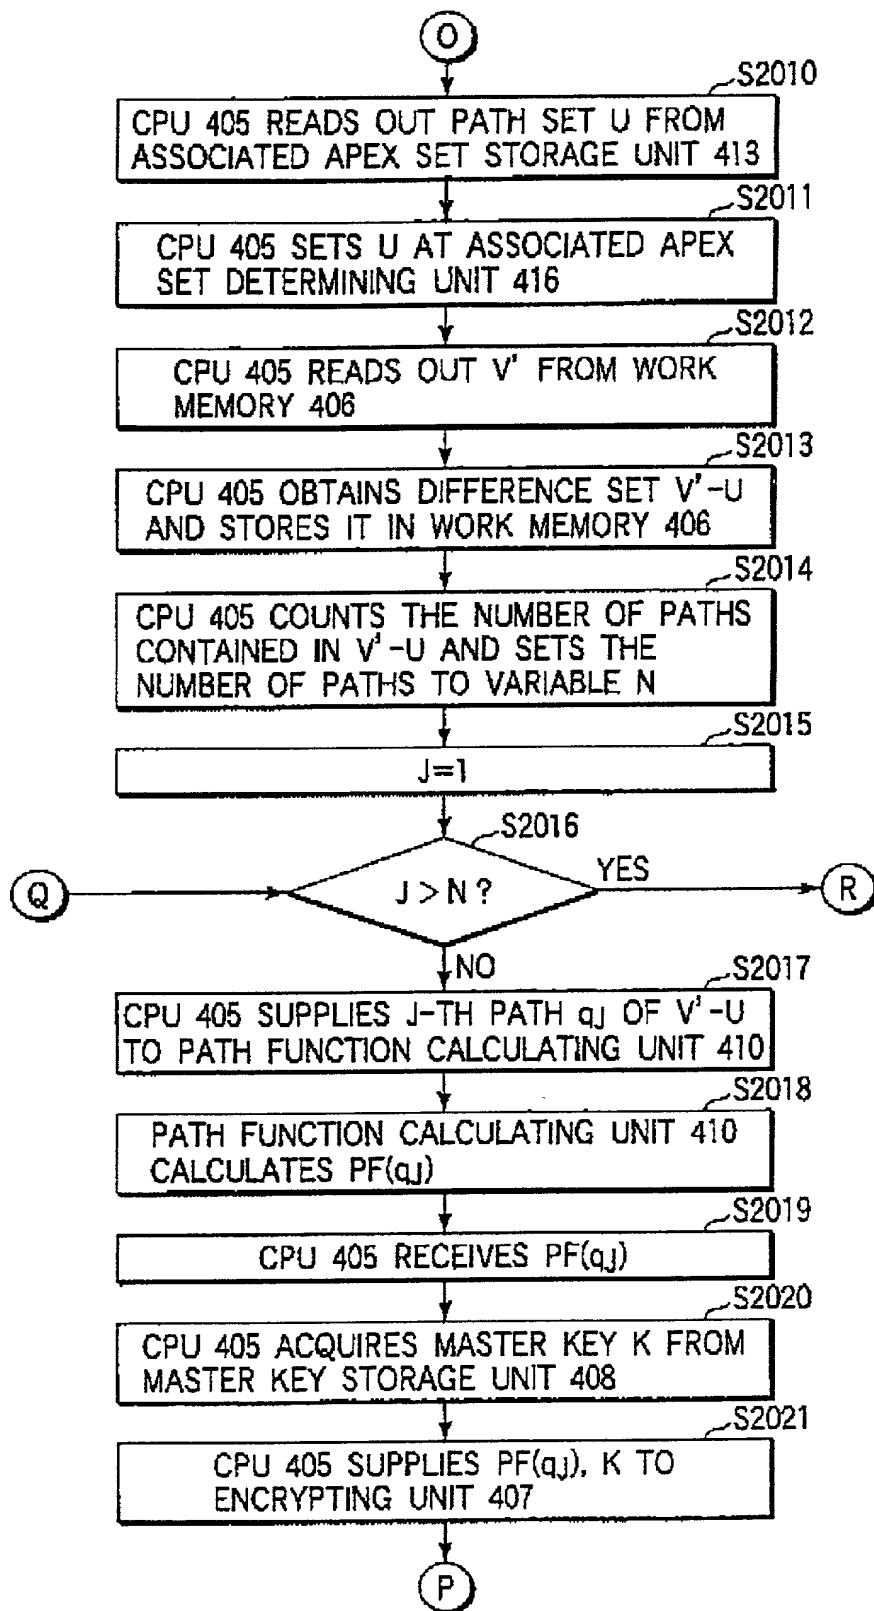 O
S2010
CPU 405 READS OUT PATH SET U FROM
ASSOCIATED APEX SET STORAGE UNIT 413
S2011
CPU 405 SETS U AT ASSOCIATED APEX
SET DETERMINING UNIT 416
S2012
CPU 405 READS OUT V' FROM WORK
MEMORY 406
S2013
CPU 405 OBTAINS DIFFERENCE SET V'-U
AND STORES IT IN WORK MEMORY 406
S2014
CPU 405 COUNTS THE NUMBER OF PATHS
CONTAINED IN V'-U AND SETS THE
NUMBER OF PATHS TO VARIABLE N
S2015
J=1
S2016
Q
J > N ?
YES
R
NO
S2017
CPU 405 SUPPLIES J-TH PATH qJ OF V'-U
TO PATH FUNCTION CALCULATING UNIT 410
S2018
PATH FUNCTION CALCULATING UNIT 410
CALCULATES PF(qJ)
S2019
CPU 405 RECEIVES PF(qJ)
S2020
CPU 405 ACQUIRES MASTER KEY K FROM
MASTER KEY STORAGE UNIT 408
S2021
CPU 405 SUPPLIES PF(qJ), K TO
ENCRYPTING UNIT 407
P